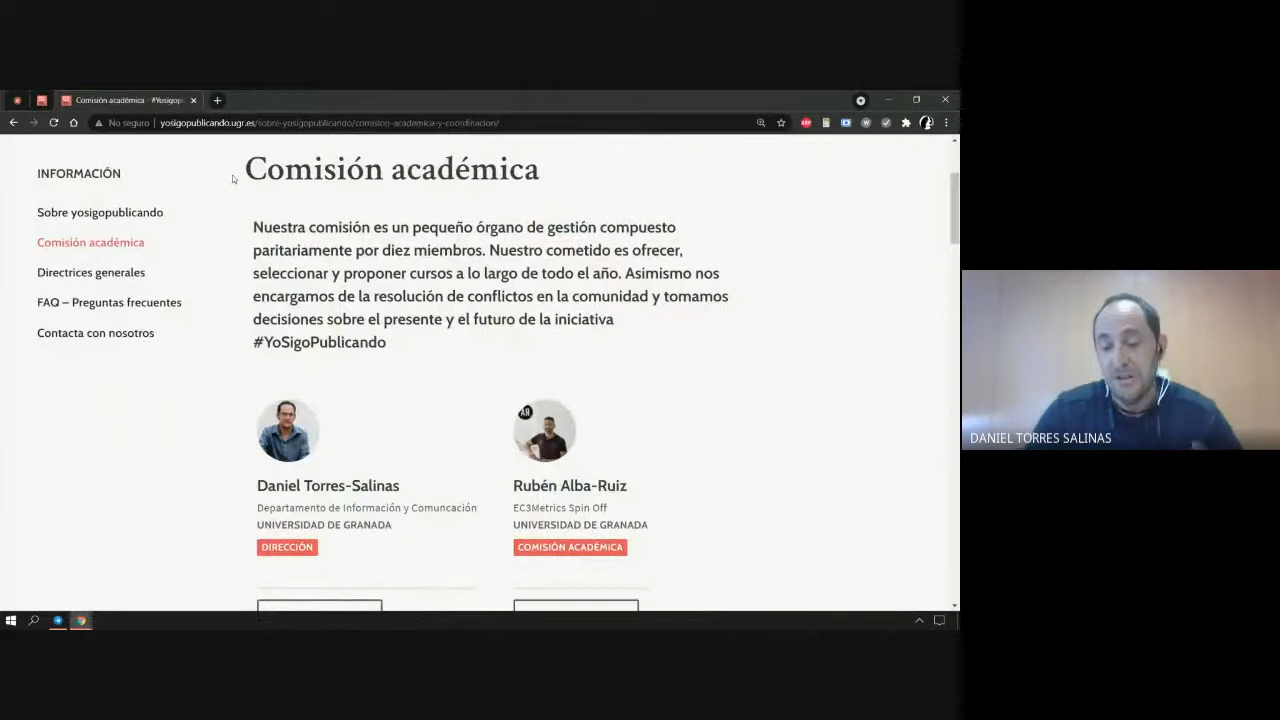 Comisión académica - #Yosigop
No seguro
yosigopublicando.ugr.es/sobre-yosigopublicando/comision-academica-y-coordinacion/
ABP
INFORMACIÓN
Sobre yosigopublicando
Comisión académica
Directrices generales
FAQ – Preguntas frecuentes
Contacta con nosotros
Comisión académica
Nuestra comisión es un pequeño órgano de gestión compuesto
paritariamente por diez miembros. Nuestro cometido es ofrecer,
seleccionar y proponer cursos a lo largo de todo el año. Asimismo nos
encargamos de la resolución de conflictos en la comunidad y tomamos
decisiones sobre el presente y el futuro de la iniciativa
#YoSigoPublicando
Daniel Torres-Salinas
Departamento de Información y Comuncación
UNIVERSIDAD DE GRANADA
DIRECCIÓN
Rubén Alba-Ruiz
EC3Metrics Spin Off
UNIVERSIDAD DE GRANADA
COMISIÓN ACADÉMICA
DANIEL TORRES SALINAS